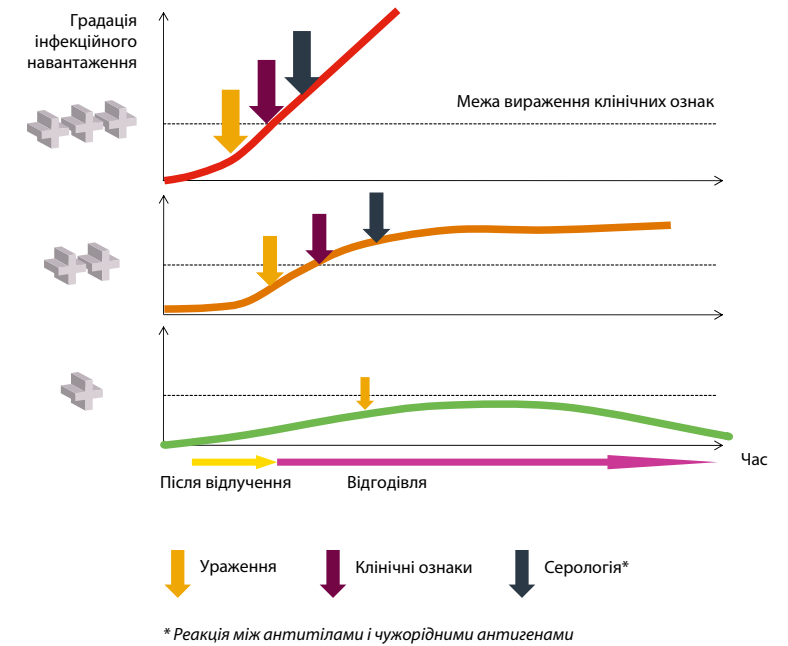 Градація
інфекційного
навантаження
Межа вираження клінічних ознак
Час
Після відлучення
Відгодівля
Ураження
Клінічні ознаки
Серологія*
* Реакція між антитілами і чужорідними антигенами